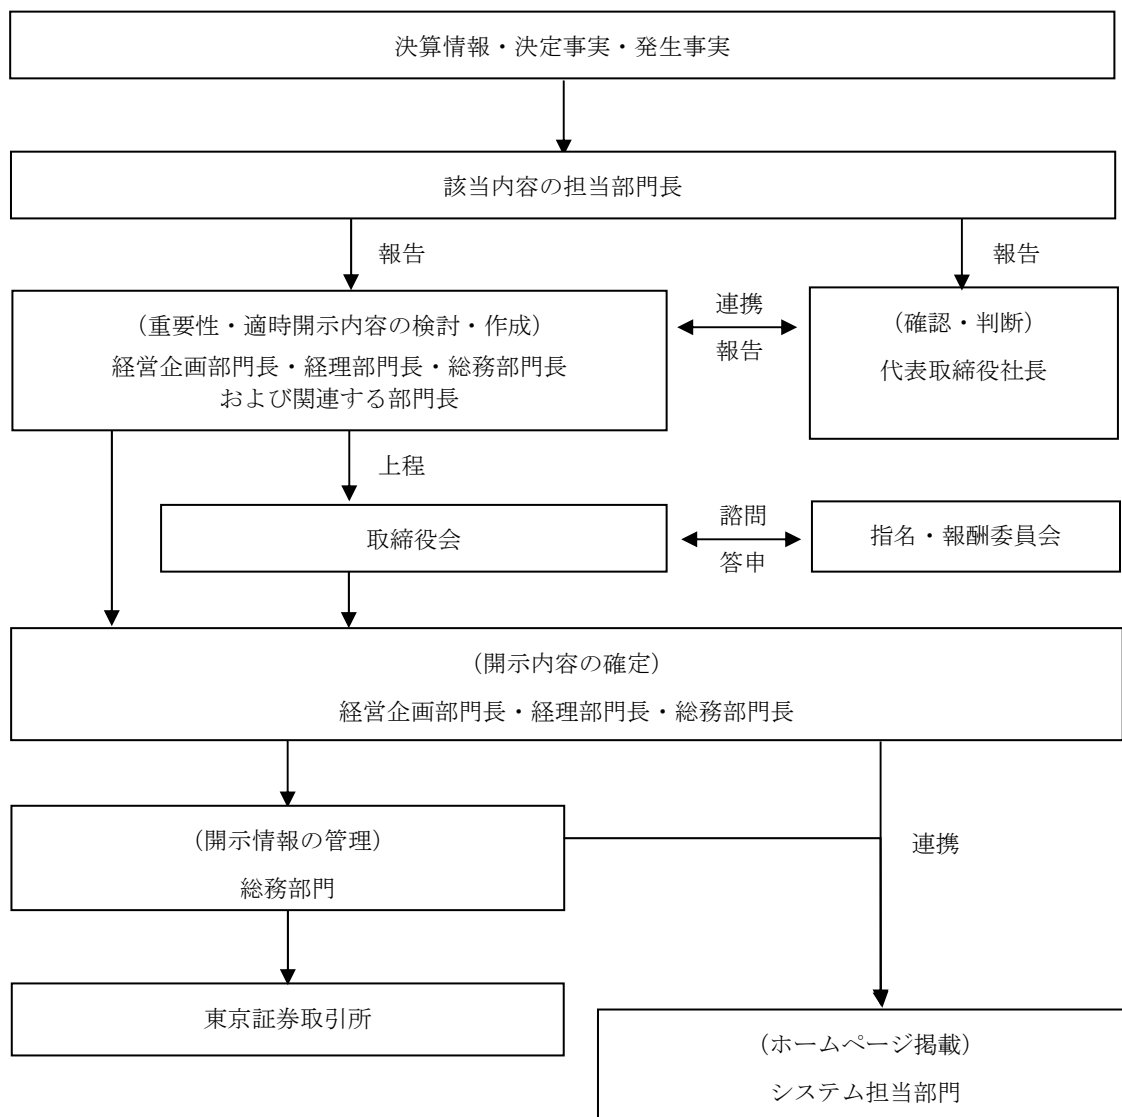 決算情報・決定事実・発生事実
該当内容の担当部門長
報告
報告
（重要性・適時開示内容の検討・作成）
経営企画部門長・経理部門長・総務部門長
および関連する部門長
連携
報告
（確認・判断）
代表取締役社長
上程
取締役会
諮問
答申
指名・報酬委員会
（開示内容の確定）
経営企画部門長・経理部門長・総務部門長
（開示情報の管理）
総務部門
連携
東京証券取引所
（ホームページ掲載）
システム担当部門